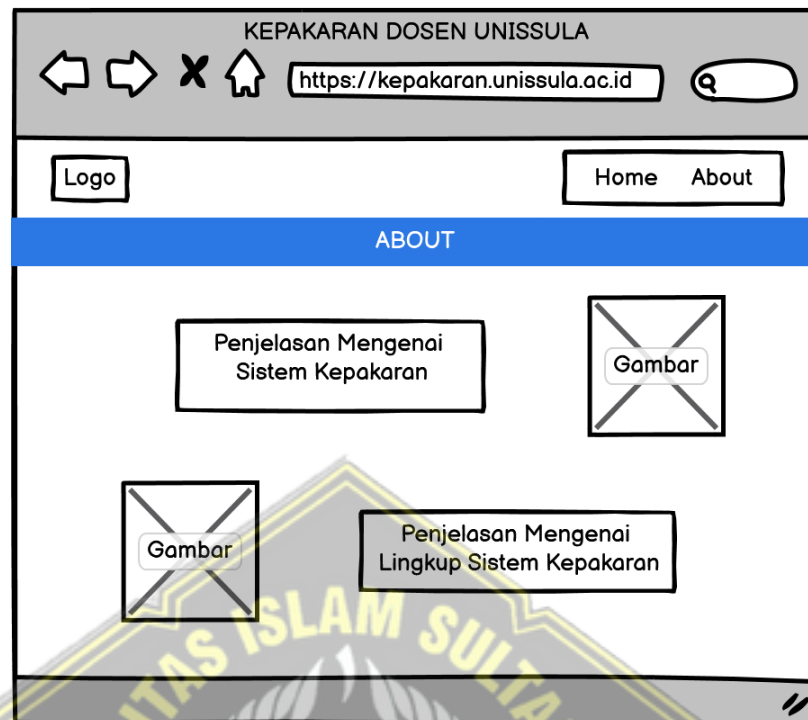 KEPAKARAN DOSEN UNISSULA
https://kepakaran.unissula.ac.id
Logo
Home About
ABOUT
Penjelasan Mengenai
Sistem Kepakaran
Gambar
Gambar
Penjelasan Mengenai
Lingkup Sistem Kepakaran
ISLAM